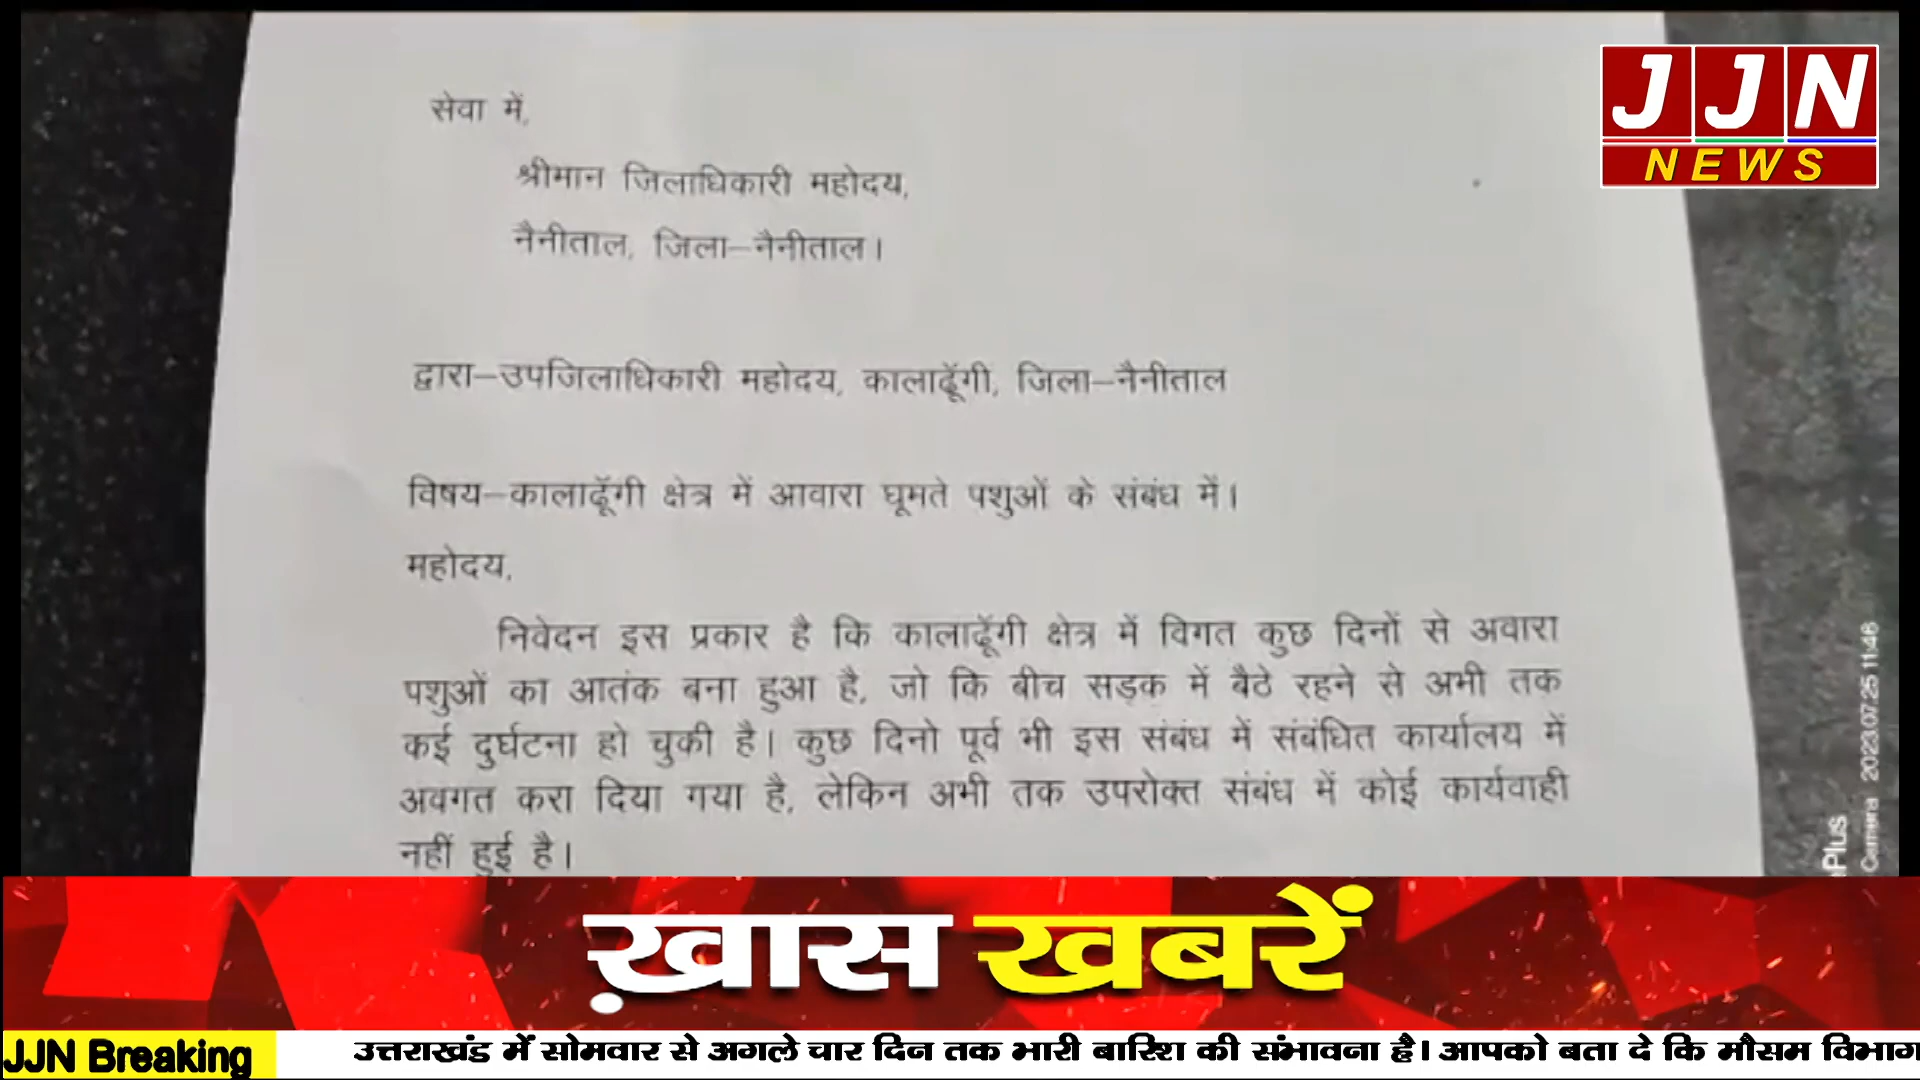 सेवा में,
श्रीमान जिलाधिकारी महोदय,
नैनीताल, जिला–नैनीताल।
द्वारा–उपजिलाधिकारी महोदय, कालाढूँगी, जिला–नैनीताल
विषय–कालाढूँगी क्षेत्र में आवारा घूमते पशुओं के संबंध में।
महोदय,
निवेदन इस प्रकार है कि कालाढूँगी क्षेत्र में विगत कुछ दिनों से अवारा
पशुओं का आतंक बना हुआ है, जो कि बीच सड़क में बैठे रहने से अभी तक
कई दुर्घटना हो चुकी है। कुछ दिनो पूर्व भी इस संबंध में संबंधित कार्यालय में
अवगत करा दिया गया है, लेकिन अभी तक उपरोक्त संबंध में कोई कार्यवाही
नहीं हुई है।
JJN
NEWS
2023.07.25 11:46
ख़ास खबरें
JJN Breaking
उत्तराखंड में सोमवार से अगले चार दिन तक भारी बारिश की संभावना है। आपको बता दे कि मौसम विभाग